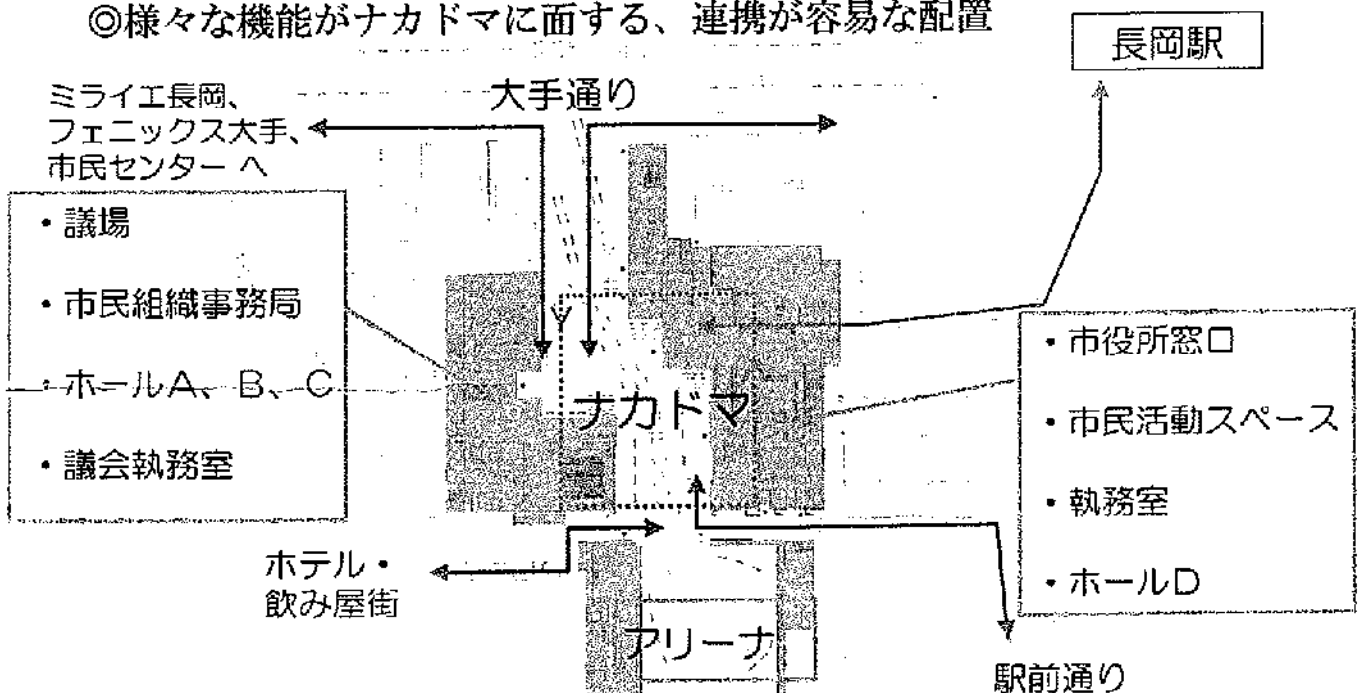 ◎様々な機能がナカドマに面する、連携が容易な配置
長岡駅
ミライエ長岡、
フェニックス大手、
市民センター へ
大手通り
・議場
・市民組織事務局
・ホールA、B、C
・議会執務室
ナカドマ
・市役所窓口
・市民活動スペース
・執務室
・ホールD
ホテル・
飲み屋街
アリーナ
駅前通り